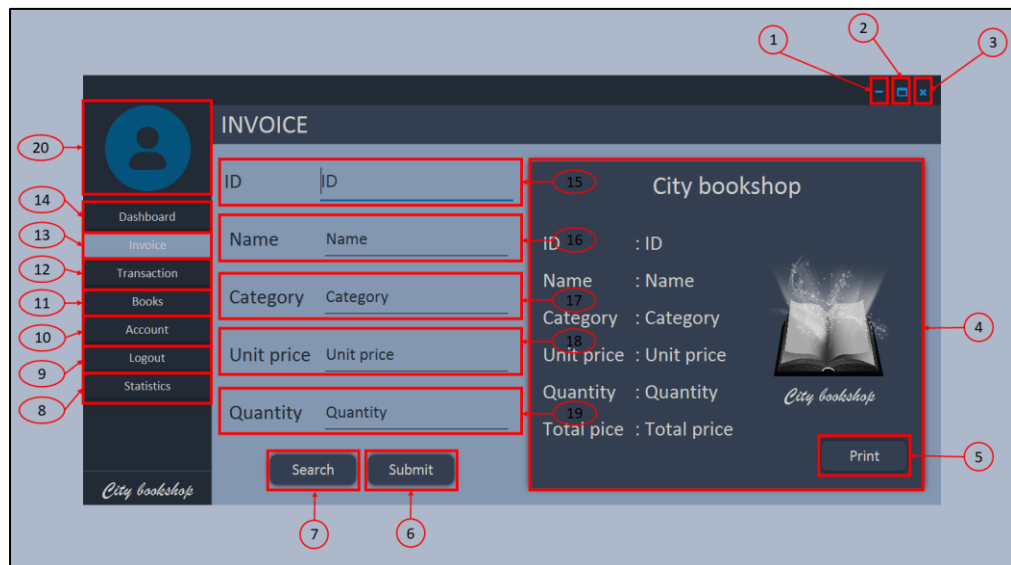 1
2
3
20
INVOICE
ID ID
15
City bookshop
14
Dashboard
13
Invoice
Name Name
16
ID : ID
12
Transaction
Name : Name
11
Books
Category Category
17
Category : Category
4
10
Account
18
Unit price Unit price
Unit price : Unit price
9
Logout
8
Statistics
Quantity : Quantity
City bookshop
Quantity Quantity
19
Total pice : Total price
Search
Submit
Print
5
City bookshop
7
6